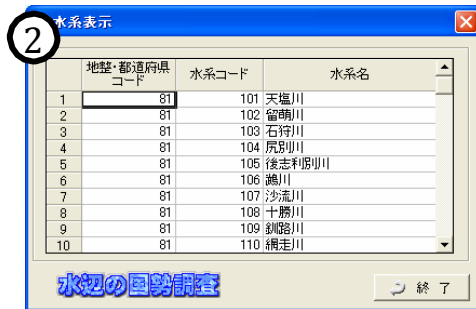 ②
水系表示
地整・都道府県コード 水系コード 水系名
1 81 101 天塩川
2 81 102 留萌川
3 81 103 石狩川
4 81 104 尻別川
5 81 105 後志利別川
6 81 106 鵡川
7 81 107 沙流川
8 81 108 十勝川
9 81 109 釧路川
10 81 110 網走川
水辺の国勢調査
終 了